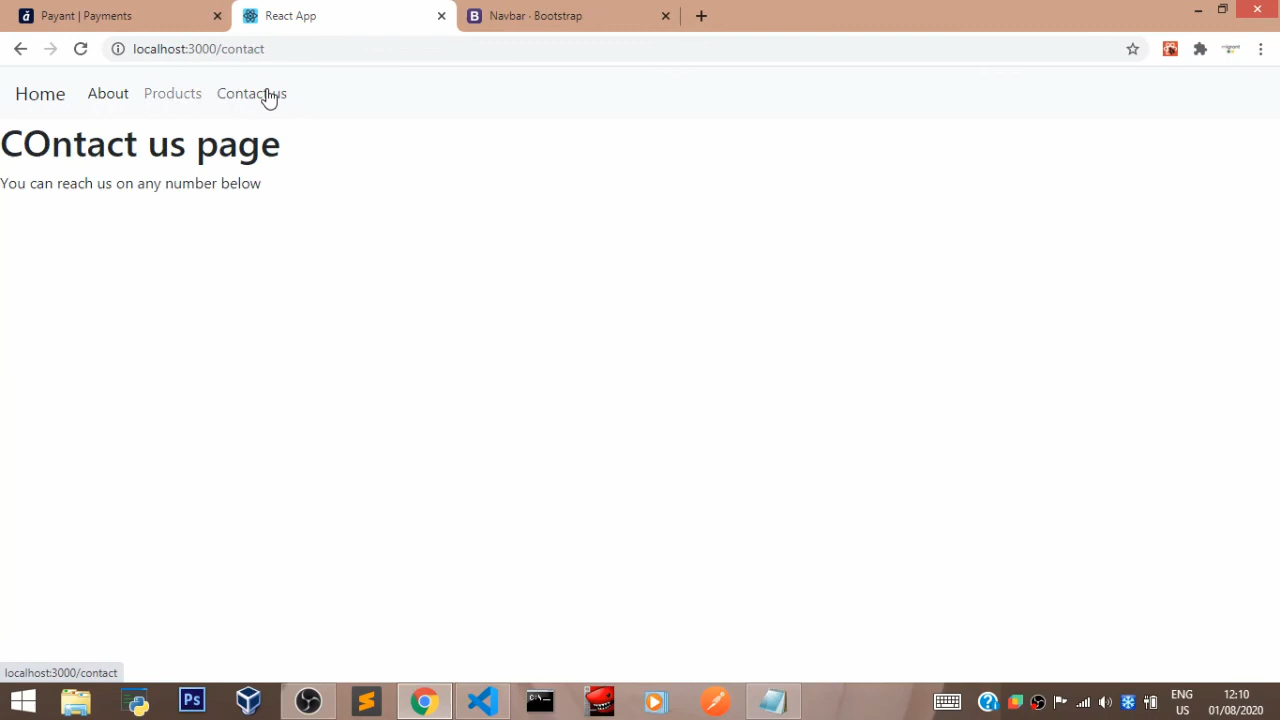 Payant | Payments
React App
Navbar · Bootstrap
localhost:3000/contact
Home About Products Contact us
COntact us page
You can reach us on any number below
localhost:3000/contact
Ps
ENG
US
12:10
01/08/2020